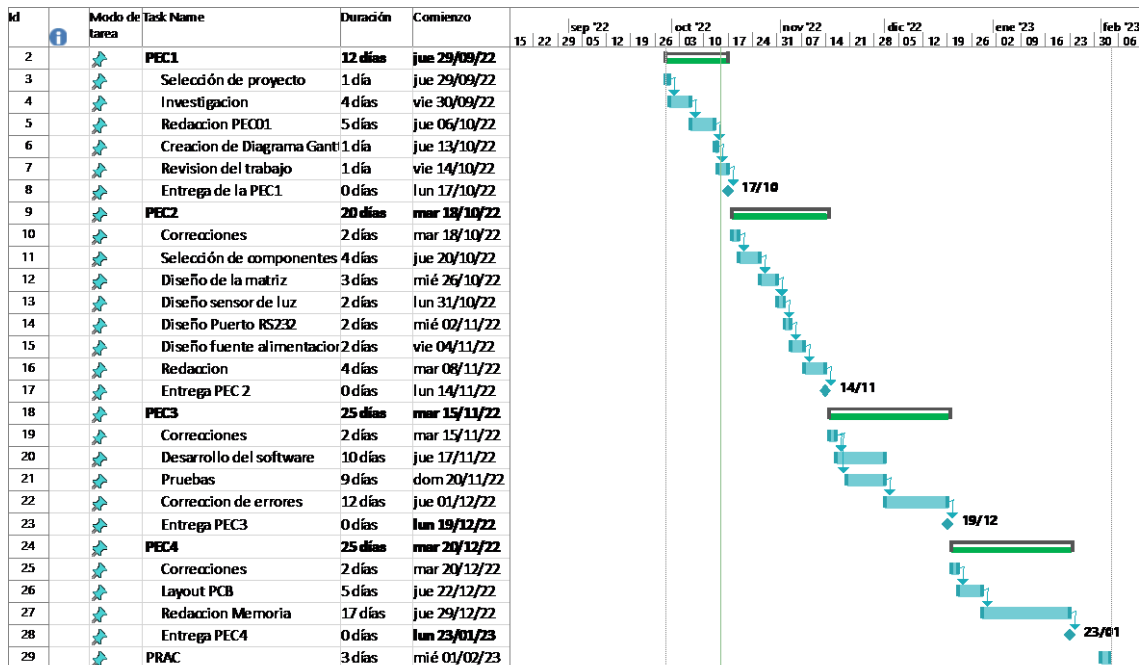 Id Modo de tarea Task Name Duración Comienzo
sep '22 oct '22 nov '22 dic '22 ene '23 feb '23
15 22 29 05 12 19 26 03 10 17 24 31 07 14 21 28 05 12 19 26 02 09 16 23 30 06
2 PEC1 12 días jue 29/09/22
3 Selección de proyecto 1 día jue 29/09/22
4 Investigacion 4 días vie 30/09/22
5 Redaccion PEC01 5 días jue 06/10/22
6 Creacion de Diagrama Gant 1 día jue 13/10/22
7 Revision del trabajo 1 día vie 14/10/22
8 Entrega de la PEC1 0 días lun 17/10/22 17/10
9 PEC2 20 días mar 18/10/22
10 Correcciones 2 días mar 18/10/22
11 Selección de componentes 4 días jue 20/10/22
12 Diseño de la matriz 3 días mié 26/10/22
13 Diseño sensor de luz 2 días lun 31/10/22
14 Diseño Puerto RS232 2 días mié 02/11/22
15 Diseño fuente alimentacior 2 días vie 04/11/22
16 Redaccion 4 días mar 08/11/22
17 Entrega PEC 2 0 días lun 14/11/22 14/11
18 PEC3 25 días mar 15/11/22
19 Correcciones 2 días mar 15/11/22
20 Desarrollo del software 10 días jue 17/11/22
21 Pruebas 9 días dom 20/11/22
22 Correccion de errores 12 días jue 01/12/22
23 Entrega PEC3 0 días lun 19/12/22 19/12
24 PEC4 25 días mar 20/12/22
25 Correcciones 2 días mar 20/12/22
26 Layout PCB 5 días jue 22/12/22
27 Redaccion Memoria 17 días jue 29/12/22
28 Entrega PEC4 0 días lun 23/01/23 23/01
29 PRAC 3 días mié 01/02/23